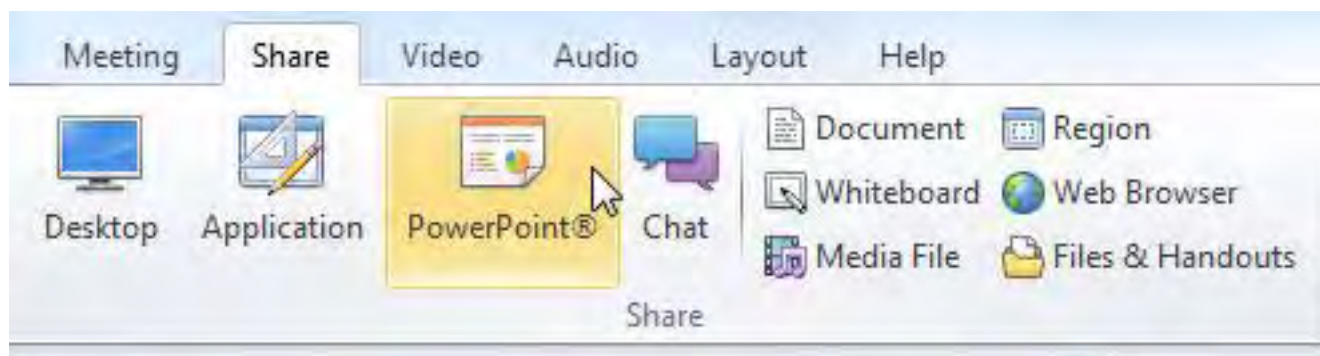 Meeting Share Video Audio Layout Help
Desktop Application PowerPoint® Chat
Document Region
Whiteboard Web Browser
Media File Files & Handouts
Share